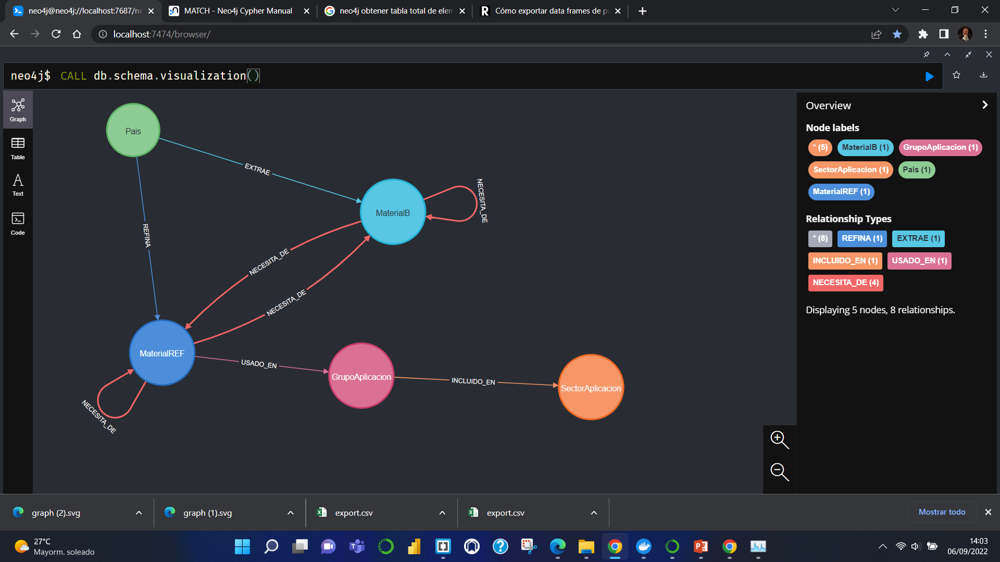 neo4j@neo4j://localhost:7687/ne
MATCH - Neo4j Cypher Manual
neo4j obtener tabla total de elem
Cómo exportar data frames de pa
localhost:7474/browser/
neo4j$ CALL db.schema.visualization()
Graph
Table
Text
Code
Pais
EXTRAE
NECESITA_DE
MaterialB
REFINA
NECESITA_DE
NECESITA_DE
MaterialREF
USADO_EN
GrupoAplicacion
INCLUIDO_EN
SectorAplicacion
NECESITA_DE
Overview
Node labels
* (5) MaterialB (1) GrupoAplicacion (1)
SectorAplicacion (1) Pais (1)
MaterialREF (1)
Relationship Types
* (8) REFINA (1) EXTRAE (1)
INCLUIDO_EN (1) USADO_EN (1)
NECESITA_DE (4)
Displaying 5 nodes, 8 relationships.
graph (2).svg
graph (1).svg
export.csv
export.csv
Mostrar todo
27°C
Mayorm. soleado
14:03
06/09/2022